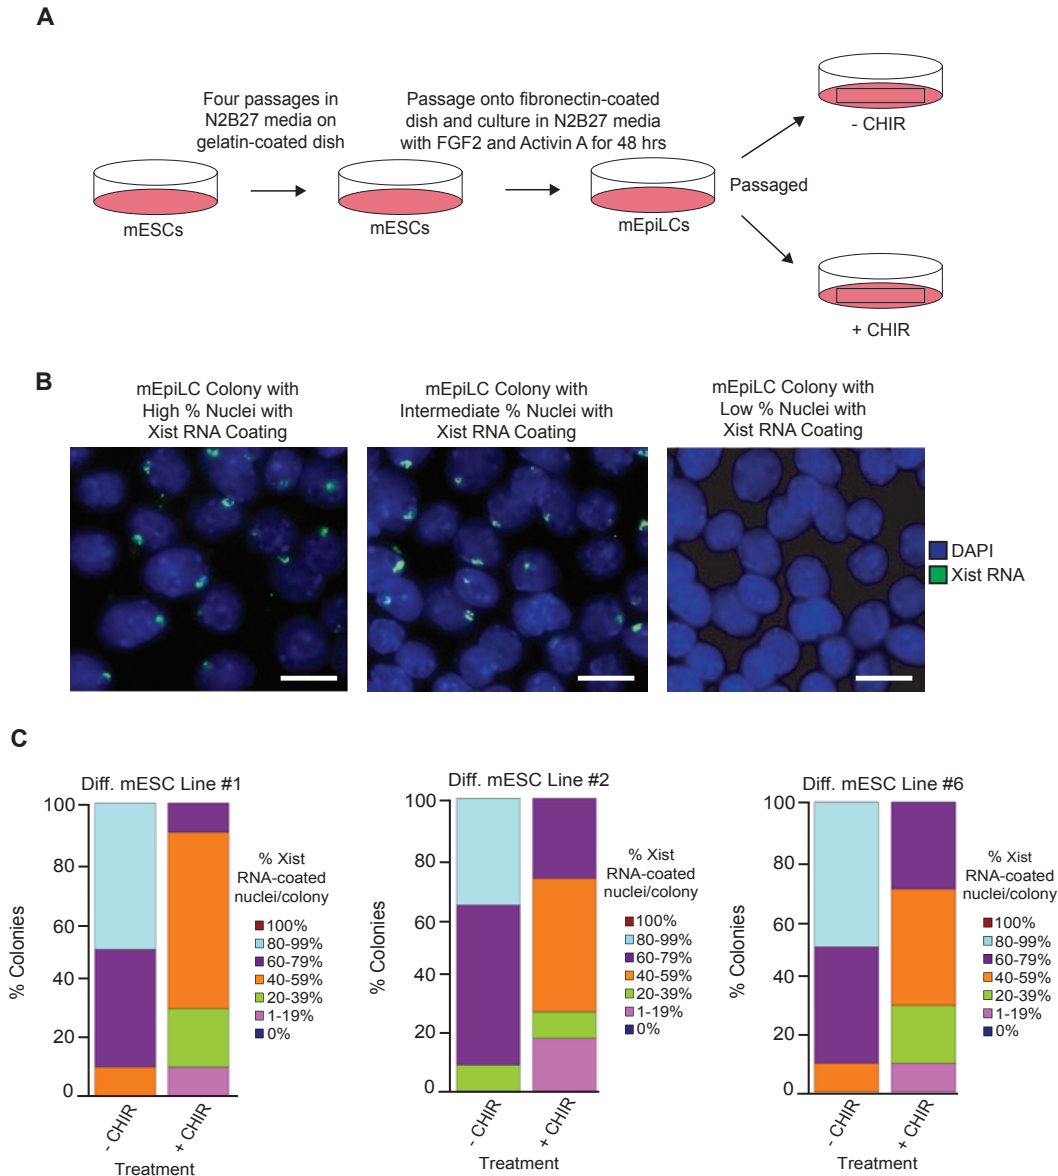 A
Four passages in
N2B27 media on
gelatin-coated dish
Passage onto fibronectin-coated
dish and culture in N2B27 media
with FGF2 and Activin A for 48 hrs
mESCs
mESCs
mEpiLCs
Passaged
- CHIR
+ CHIR
B
mEpiLC Colony with
High % Nuclei with
Xist RNA Coating
mEpiLC Colony with
Intermediate % Nuclei with
Xist RNA Coating
mEpiLC Colony with
Low % Nuclei with
Xist RNA Coating
DAPI
Xist RNA
C
Diff. mESC Line #1
% Colonies
100
80
60
40
20
0
- CHIR
+ CHIR
Treatment
% Xist
RNA-coated
nuclei/colony
100%
80-99%
60-79%
40-59%
20-39%
1-19%
0%
Diff. mESC Line #2
% Colonies
100
80
60
40
20
0
- CHIR
+ CHIR
Treatment
% Xist
RNA-coated
nuclei/colony
100%
80-99%
60-79%
40-59%
20-39%
1-19%
0%
Diff. mESC Line #6
% Colonies
100
80
60
40
20
0
- CHIR
+ CHIR
Treatment
% Xist
RNA-coated
nuclei/colony
100%
80-99%
60-79%
40-59%
20-39%
1-19%
0%